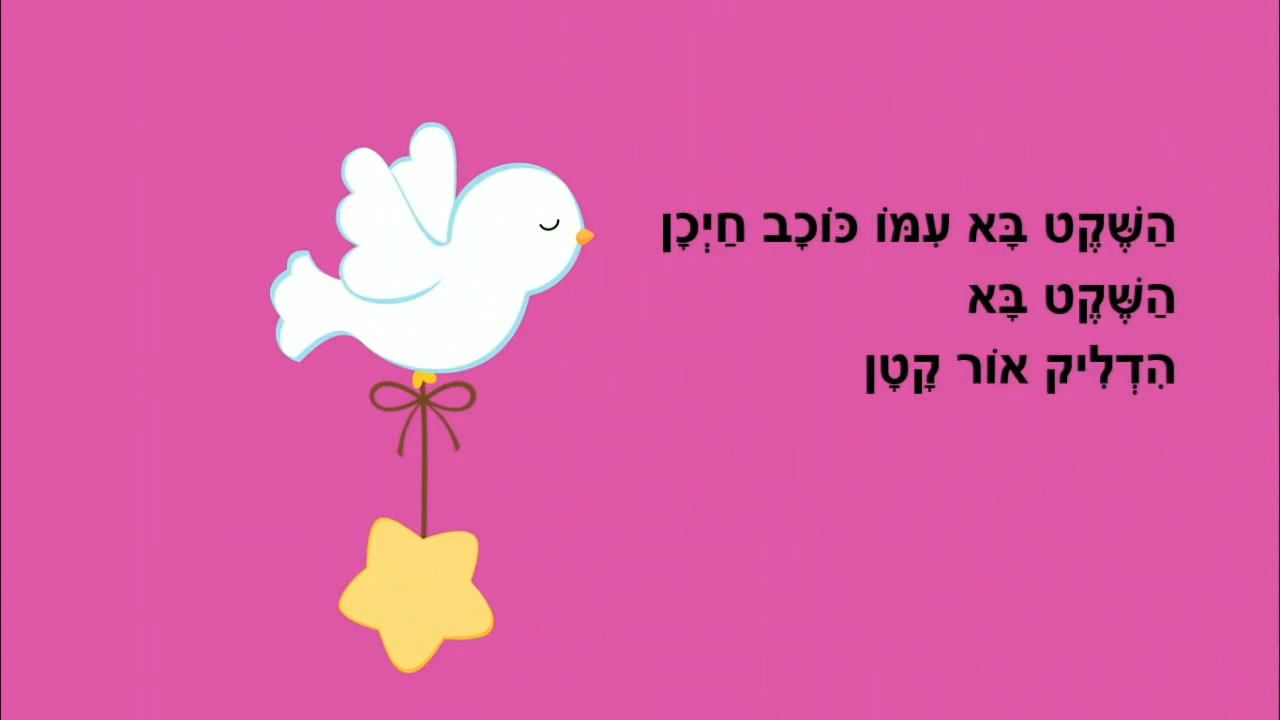 הַשֶּׁקֶט בָּא עִמּוֹ כּוֹכָב חַיְכָן
הַשֶּׁקֶט בָּא
הִדְלִיק אוֹר קָטָן